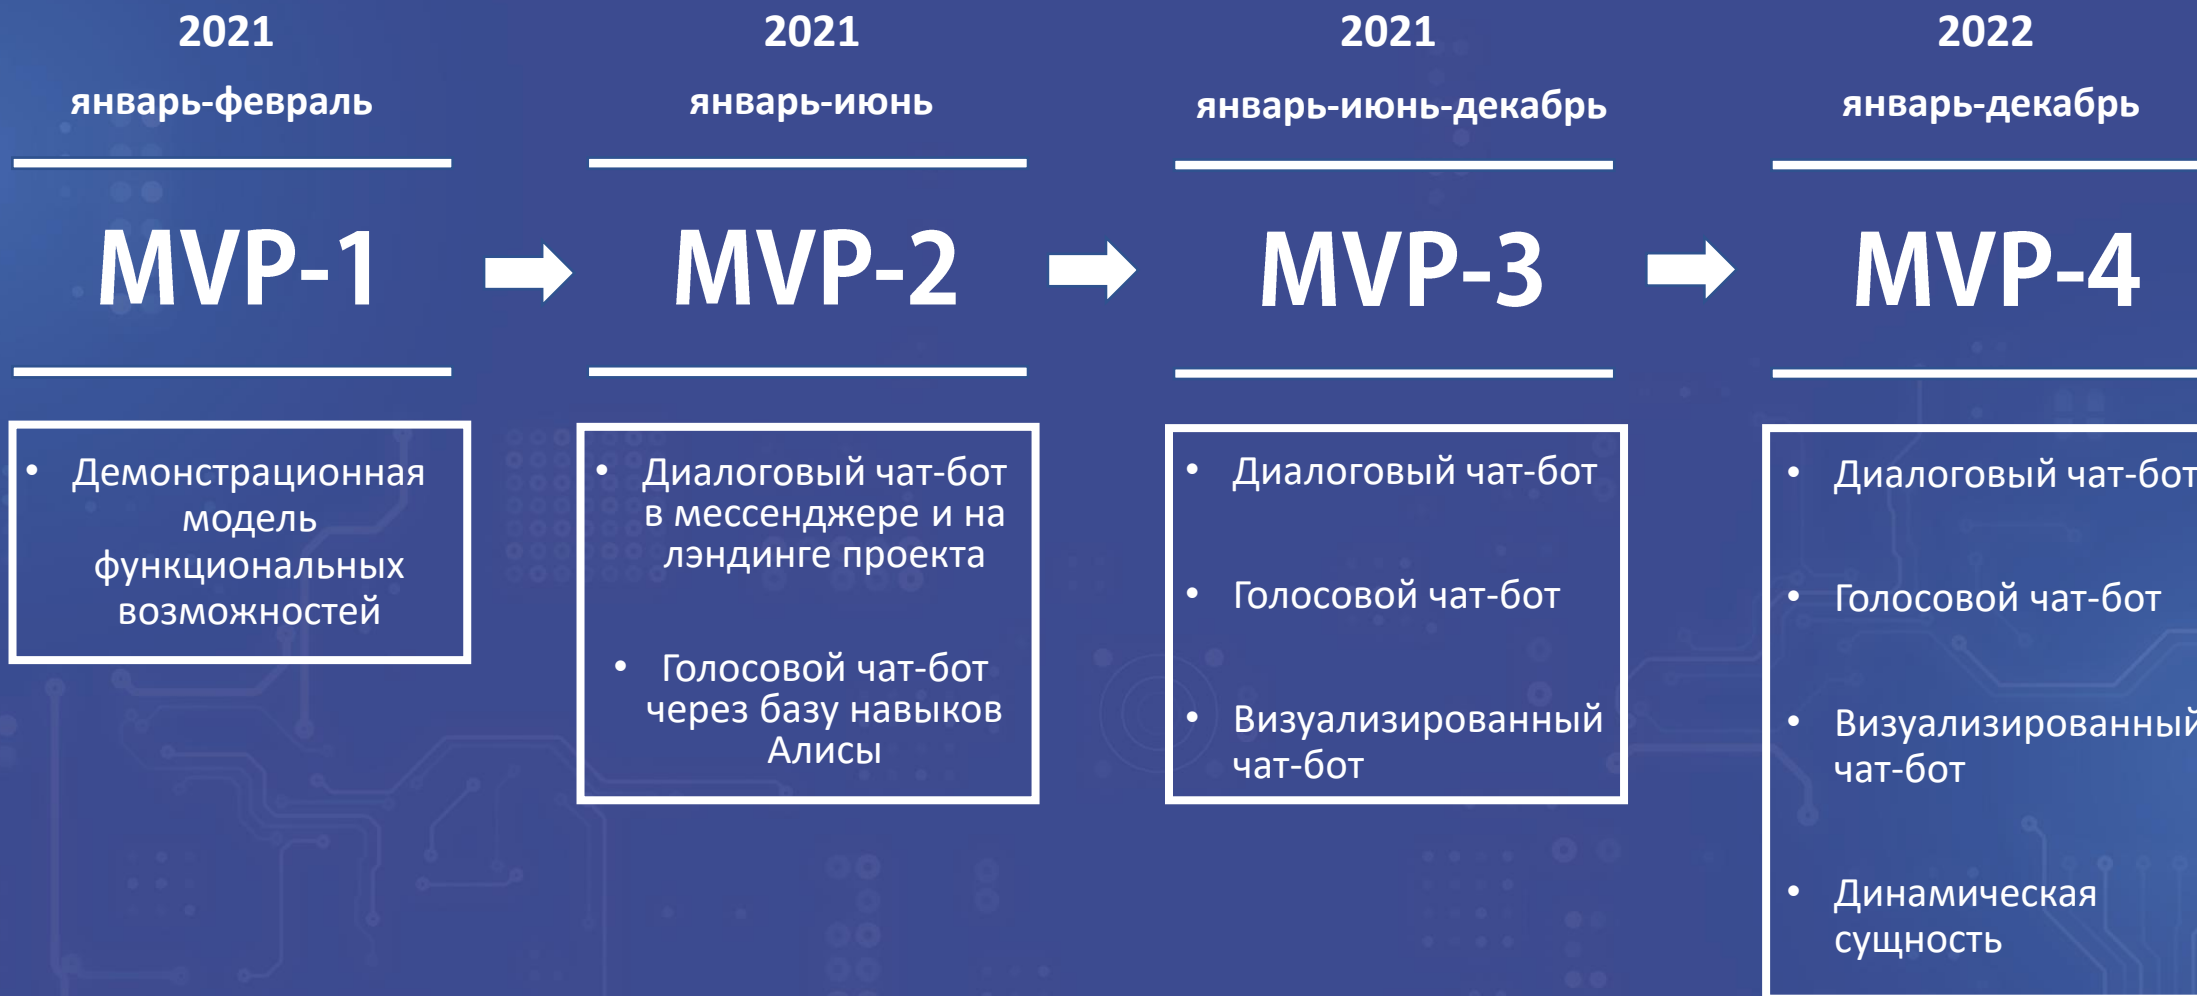 2021
январь-февраль
MVP-1
• Демонстрационная
модель
функциональных
возможностей
2021
январь-июнь
MVP-2
• Диалоговый чат-бот
в мессенджере и на
лэндинге проекта
• Голосовой чат-бот
через базу навыков
Алисы
2021
январь-июнь-декабрь
MVP-3
• Диалоговый чат-бот
• Голосовой чат-бот
• Визуализированный
чат-бот
2022
январь-декабрь
MVP-4
• Диалоговый чат-бот
• Голосовой чат-бот
• Визуализированный
чат-бот
• Динамическая
сущность